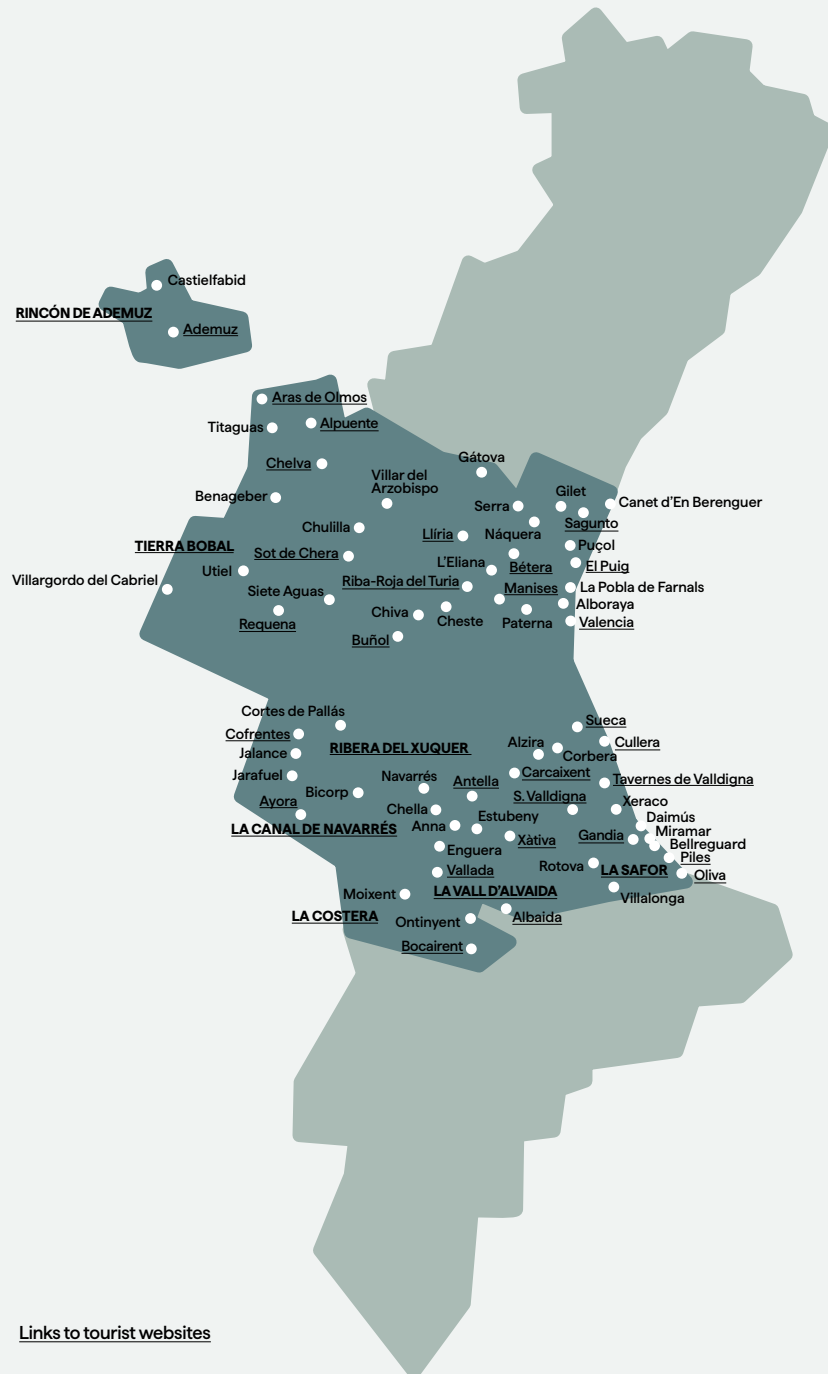 Castielfabid
RINCÓN DE ADEMUZ
Ademuz
Aras de Olmos
Alpuente
Titaguas
Gátova
Chelva
Villar del
Arzobispo
Benageber
Gilet
Canet d'En Berenguer
Serra
Sagunto
Chulilla
Llíria
Náquera
TIERRA BOBAL
Puçol
Sot de Chera
L'Eliana
Bétera
El Puig
Utiel
Villargordo del Cabriel
Riba-Roja del Turia
Siete Aguas
Manises
La Pobla de Farnals
Alboraya
Chiva
Cheste
Paterna
Valencia
Requena
Buñol
Cortes de Pallás
Sueca
Cofrentes
RIBERA DEL XUQUER
Alzira
Cullera
Jalance
Corbera
Jarafuel
Navarrés
Antella
Carcaixent
Tavernes de Valldigna
Bicorp
S. Valldigna
Ayora
Xeraco
Chella
Estubeny
Daimús
LA CANAL DE NAVARRÉS
Anna
Miramar
Gandia
Xàtiva
Bellreguard
Enguera
Piles
Vallada
Rotova
LA SAFOR
Oliva
Moixent
LA VALL D'ALVAIDA
Villalonga
LA COSTERA
Ontinyent
Albaida
Bocairent
Links to tourist websites